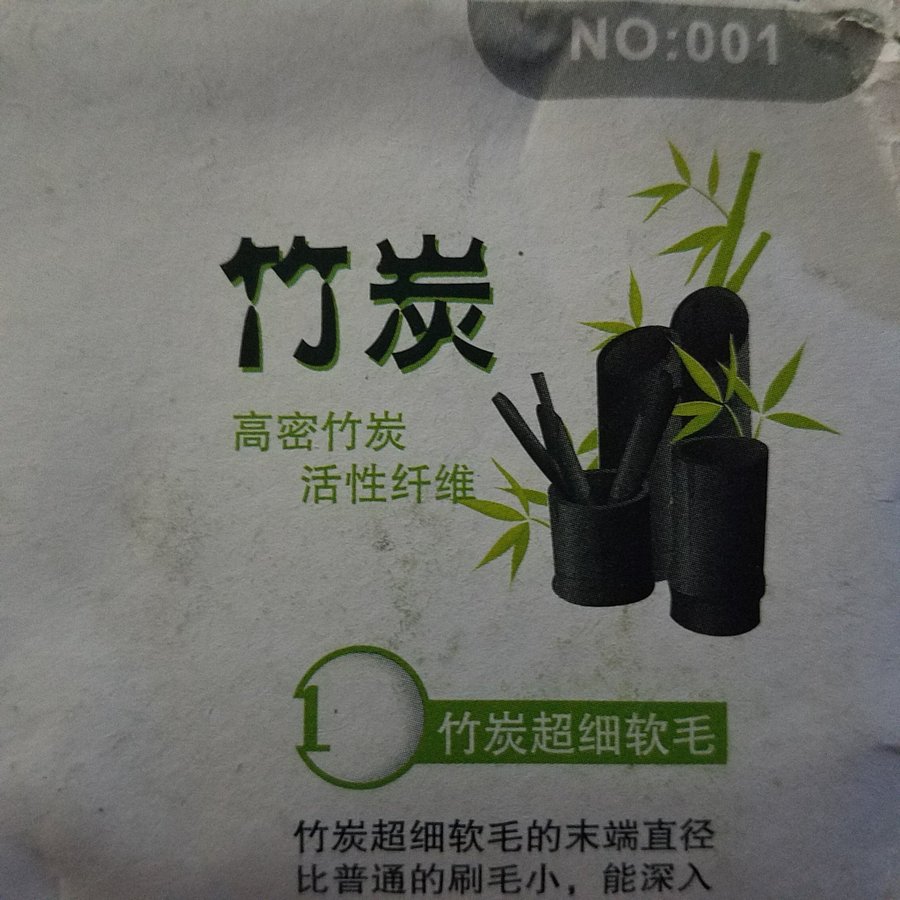 NO:001
竹炭
高密竹炭
活性纤维
1
竹炭超细软毛
竹炭超细软毛的末端直径
比普通的刷毛小，能深入